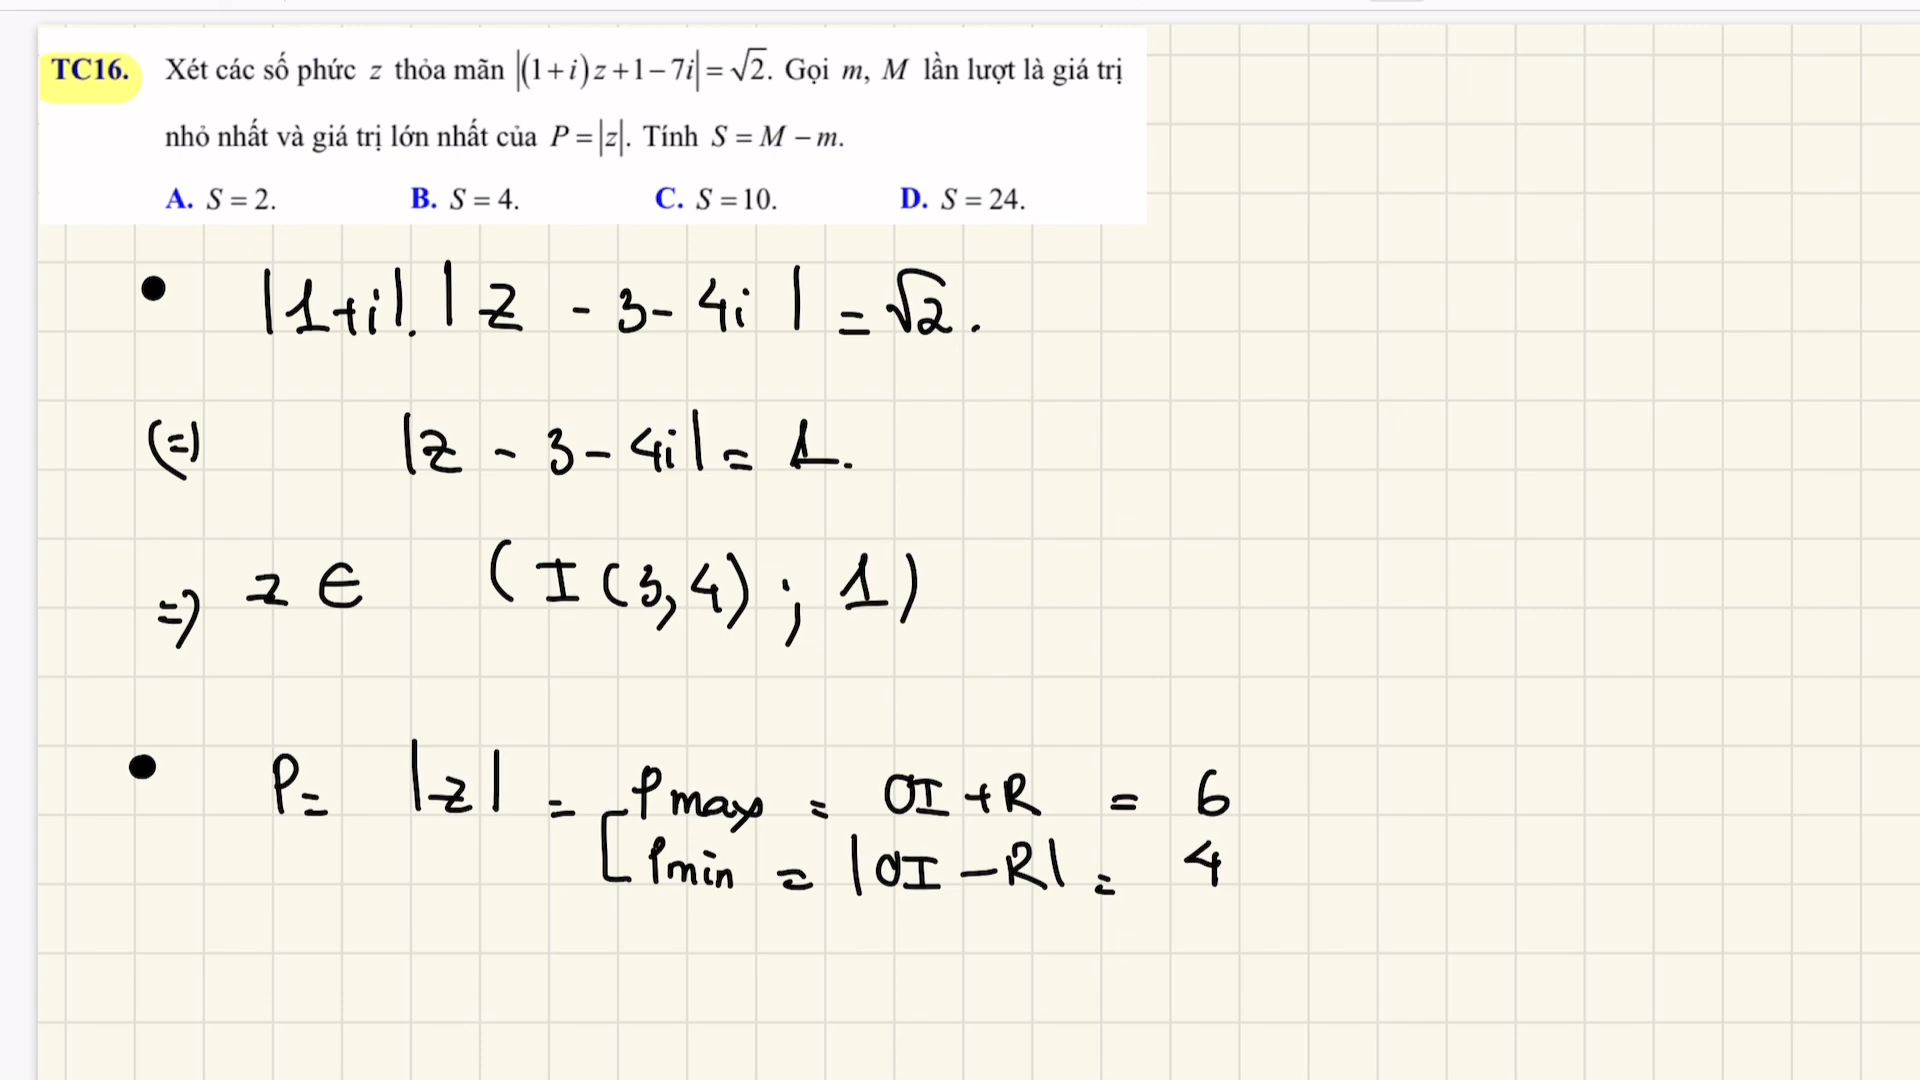 TC16. Xét các số phức z thỏa mãn |(1+i)z+1−7i|=√2. Gọi m, M lần lượt là giá trị
nhỏ nhất và giá trị lớn nhất của P=|z|. Tính S=M−m.
A. S=2. B. S=4. C. S=10. D. S=24.
• |1+i|.|z - 3 - 4i| = √2.
(=) |z - 3 - 4i| = 1.
=) z ∈ (I(3,4); 1)
• P= |z| = [Pmax = OI + R = 6
Pmin = |OI - R| = 4